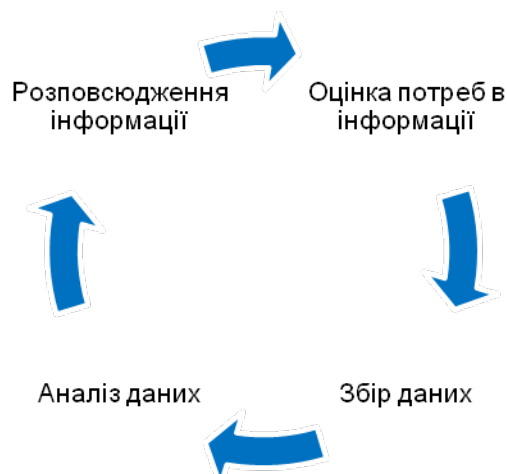 Розповсюдження
інформації
Оцінка потреб в
інформації
Аналіз даних
Збір даних